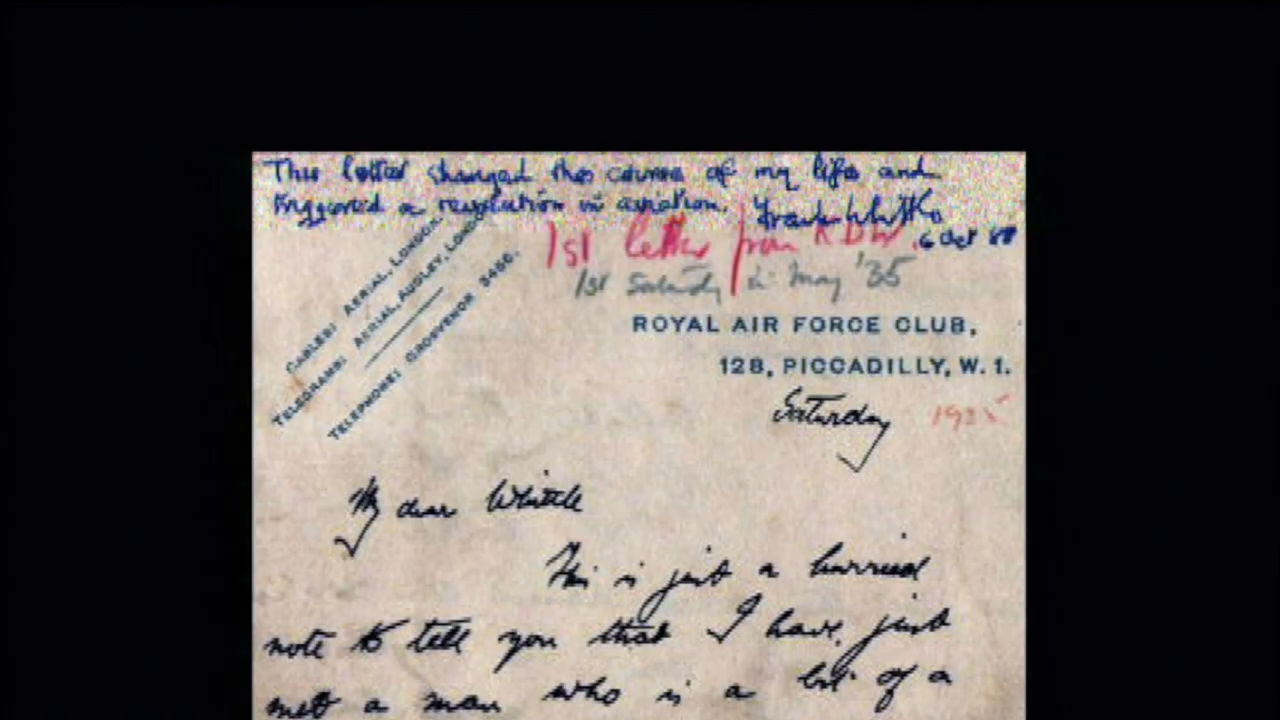 This letter changed the course of my life and
triggered a revolution in aviation. Frank Whittle
6 Oct 88
1st letter from RDW.
1st Saturday in May '35
CABLES: AERIAL, LONDON.
TELEGRAMS: AERIAL, AUDLEY, LONDON
TELEPHONE: GROSVENOR 3456.
ROYAL AIR FORCE CLUB,
128, PICCADILLY, W. 1.
Saturday 1935
My dear Whittle
This is just a hurried
note to tell you that I have just
met a man who is a bit of a